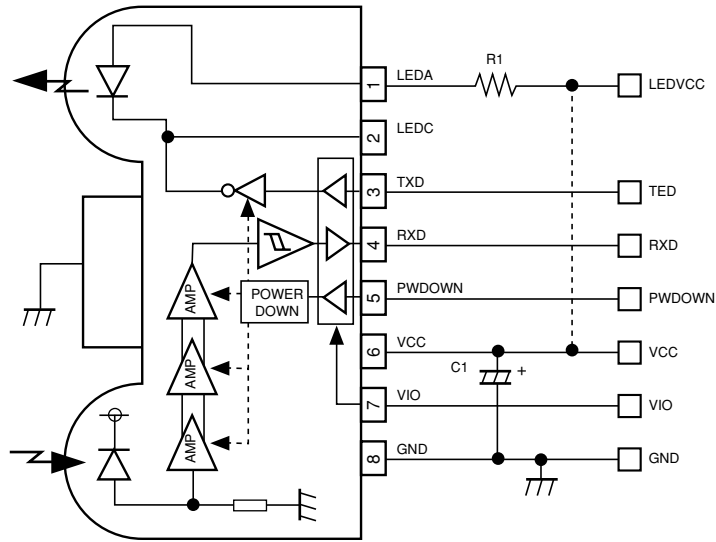 R1
1 LEDA LEDVCC
2 LEDC
3 TXD TED
4 RXD RXD
AMP
POWER
DOWN
5 PWDOWN PWDOWN
AMP
6 VCC VCC
C1 +
7 VIO VIO
AMP
8 GND GND